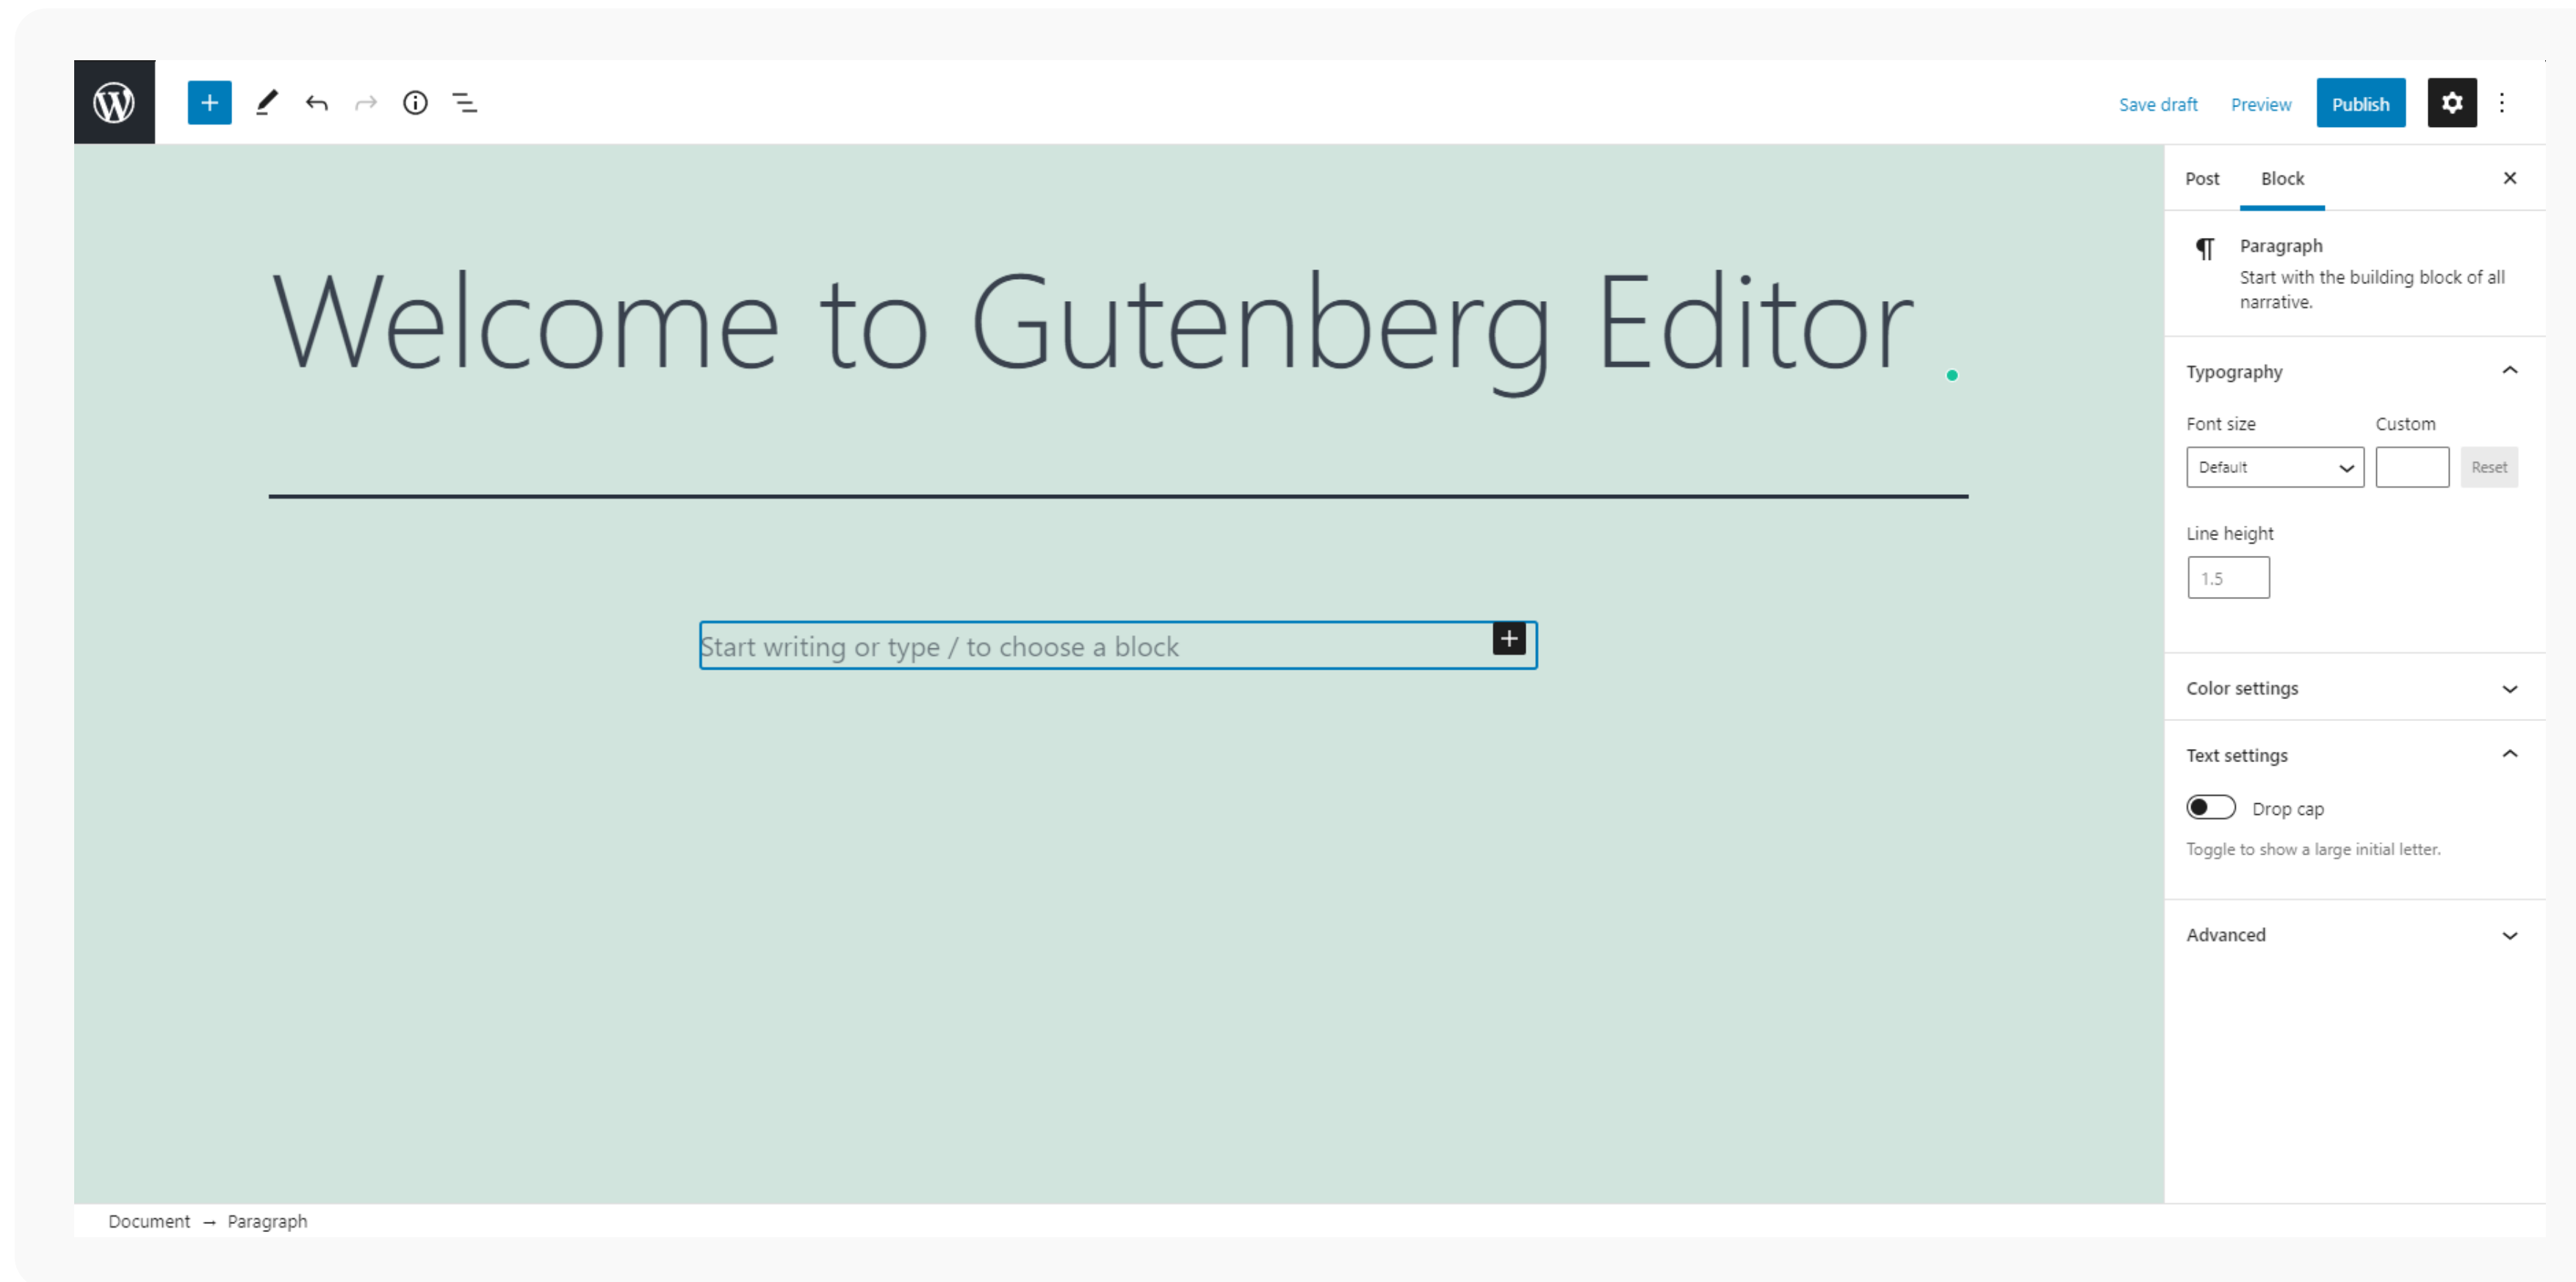 Save draft Preview Publish
Post Block
Welcome to Gutenberg Editor
Start writing or type / to choose a block
Paragraph
Start with the building block of all
narrative.
Typography
Font size Custom
Default Reset
Line height
1.5
Color settings
Text settings
Drop cap
Toggle to show a large initial letter.
Advanced
Document → Paragraph